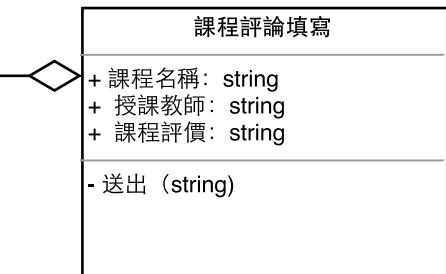 課程評論填寫
+ 課程名稱：string
+ 授課教師：string
+ 課程評價：string
- 送出（string)